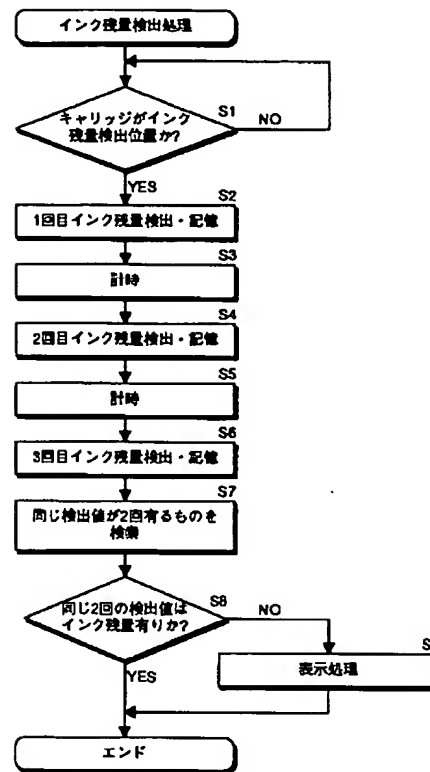 インク残量検出処理
キャリッジがインク
残量検出位置か?
S1
NO
YES
S2
1回目インク残量検出・記憶
S3
計時
S4
2回目インク残量検出・記憶
S5
計時
S6
3回目インク残量検出・記憶
S7
同じ検出値が2回有るものを
検索
同じ2回の検出値は
インク残量有りか?
S8
NO
YES
S
表示処理
エンド